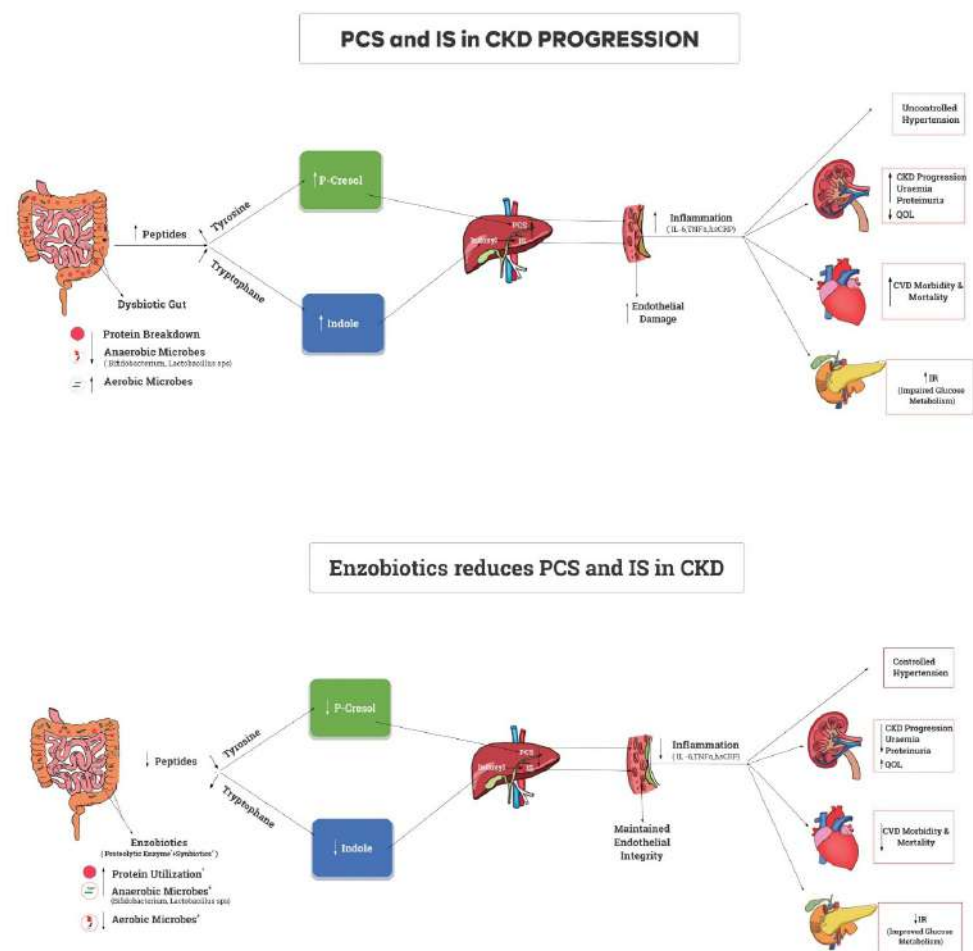 PCS and IS in CKD PROGRESSION
Uncontrolled
Hypertension
↑ P-Cresol
↑ CKD Progression
Uraemia
Proteinuria
↓ QOL
Tyrosine
↑ Peptides
Tryptophane
PCS
Indoxyl
IS
↑ Inflammation
(IL-6,TNFα,hsCRP)
↑ CVD Morbidity &
Mortality
Dysbiotic Gut
↑ Indole
↑ Endothelial
Damage
Protein Breakdown
↓ Anaerobic Microbes
(Bifidobacterium, Lactobacillus sps)
↑ Aerobic Microbes
↑ IR
(Impaired Glucose
Metabolism)
Enzobiotics reduces PCS and IS in CKD
Controlled
Hypertension
↓ P-Cresol
↓ CKD Progression
Uraemia
↓ Proteinuria
↑ QOL
Tyrosine
↓ Peptides
Tryptophane
PCS
Indoxyl
IS
↓ Inflammation
(IL-6,TNFα,hsCRP)
↓ CVD Morbidity &
Mortality
Enzobiotics
(Proteolytic Enzyme+Synbiotics)
↓ Indole
Maintained
Endothelial
Integrity
↑ Protein Utilization
Anaerobic Microbes
(Bifidobacterium, Lactobacillus sps)
↓ Aerobic Microbes
↓IR
(Improved Glucose
Metabolism)